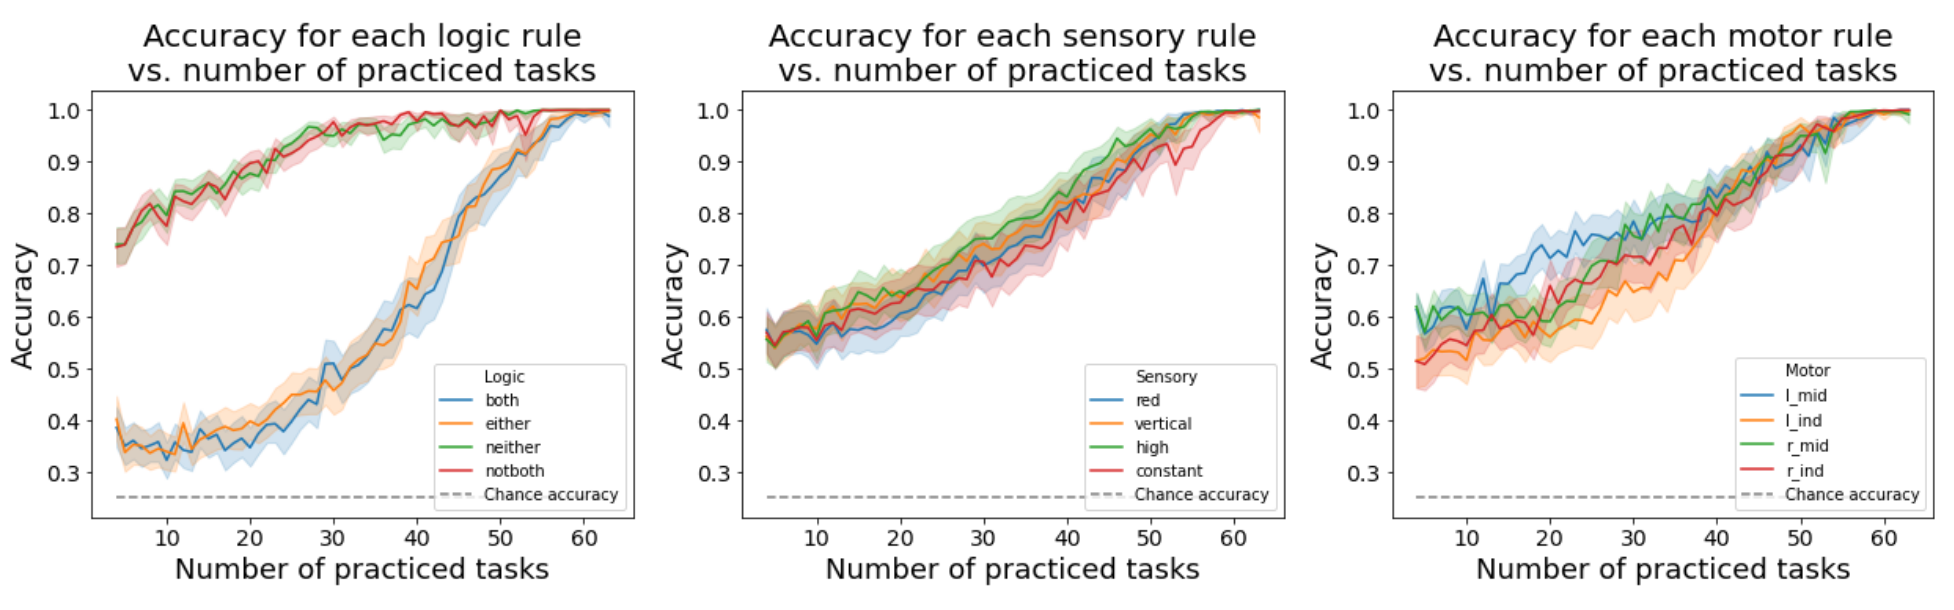 Accuracy for each logic rule
vs. number of practiced tasks
Accuracy
1.0
0.9
0.8
0.7
0.6
0.5
0.4
0.3
Logic
both
either
neither
notboth
Chance accuracy
10 20 30 40 50 60
Number of practiced tasks
Accuracy for each sensory rule
vs. number of practiced tasks
Accuracy
1.0
0.9
0.8
0.7
0.6
0.5
0.4
0.3
Sensory
red
vertical
high
constant
Chance accuracy
10 20 30 40 50 60
Number of practiced tasks
Accuracy for each motor rule
vs. number of practiced tasks
Accuracy
1.0
0.9
0.8
0.7
0.6
0.5
0.4
0.3
Motor
l_mid
l_ind
r_mid
r_ind
Chance accuracy
10 20 30 40 50 60
Number of practiced tasks